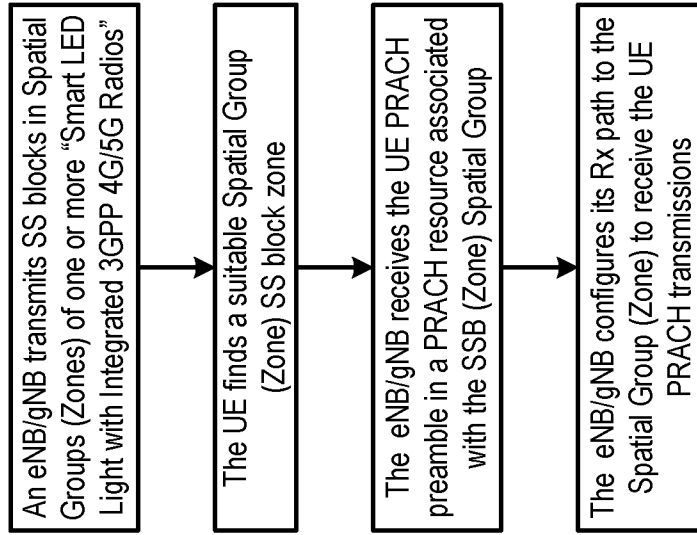 An eNB/gNB transmits SS blocks in Spatial
Groups (Zones) of one or more “Smart LED
Light with Integrated 3GPP 4G/5G Radios”
The UE finds a suitable Spatial Group
(Zone) SS block zone
The eNB/gNB receives the UE PRACH
preamble in a PRACH resource associated
with the SSB (Zone) Spatial Group
The eNB/gNB configures its Rx path to the
Spatial Group (Zone) to receive the UE
PRACH transmissions